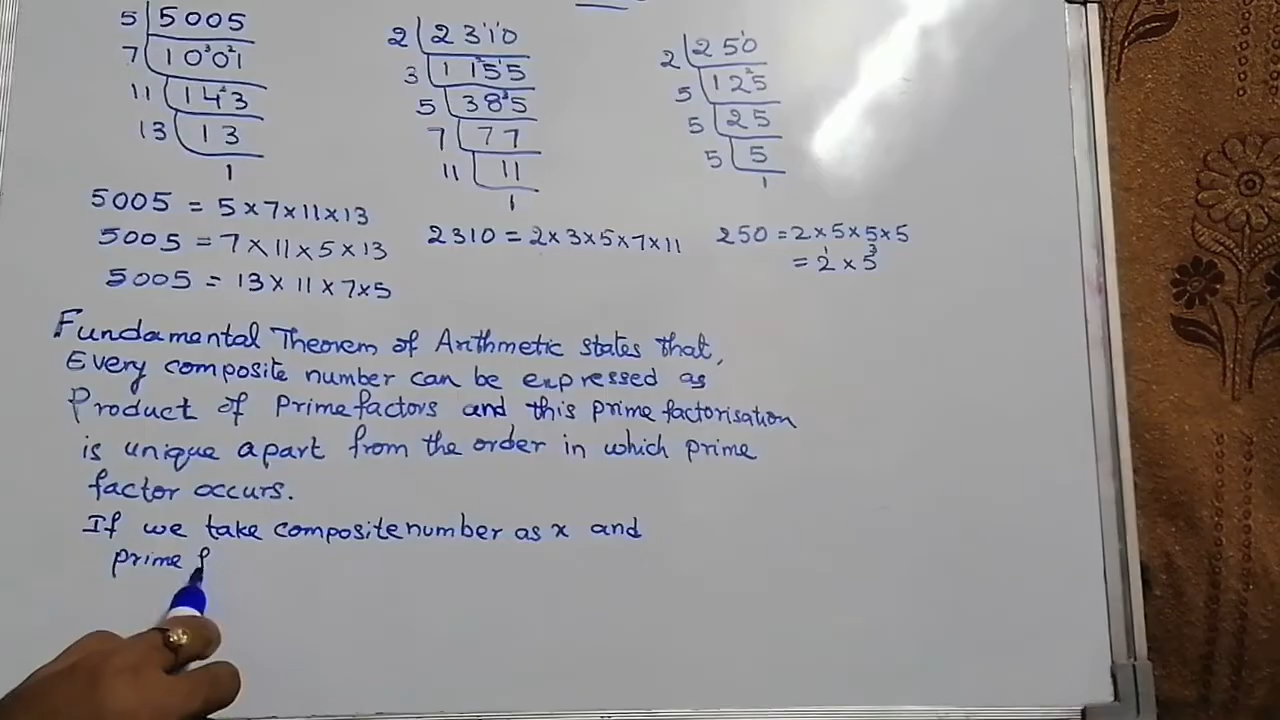 5 | 5005
7 | 1001
11 | 143
13 | 13
1
5005 = 5×7×11×13
5005 = 7×11×5×13
5005 = 13×11×7×5
2 | 2310
3 | 1155
5 | 385
7 | 77
11 | 11
1
2310 = 2×3×5×7×11
2 | 250
5 | 125
5 | 25
5 | 5
1
250 = 2×5×5×5
= 2¹ × 5³
Fundamental Theorem of Arithmetic states that,
Every composite number can be expressed as
Product of Prime factors and this prime factorisation
is unique apart from the order in which prime
factor occurs.
If we take composite number as x and
prime f